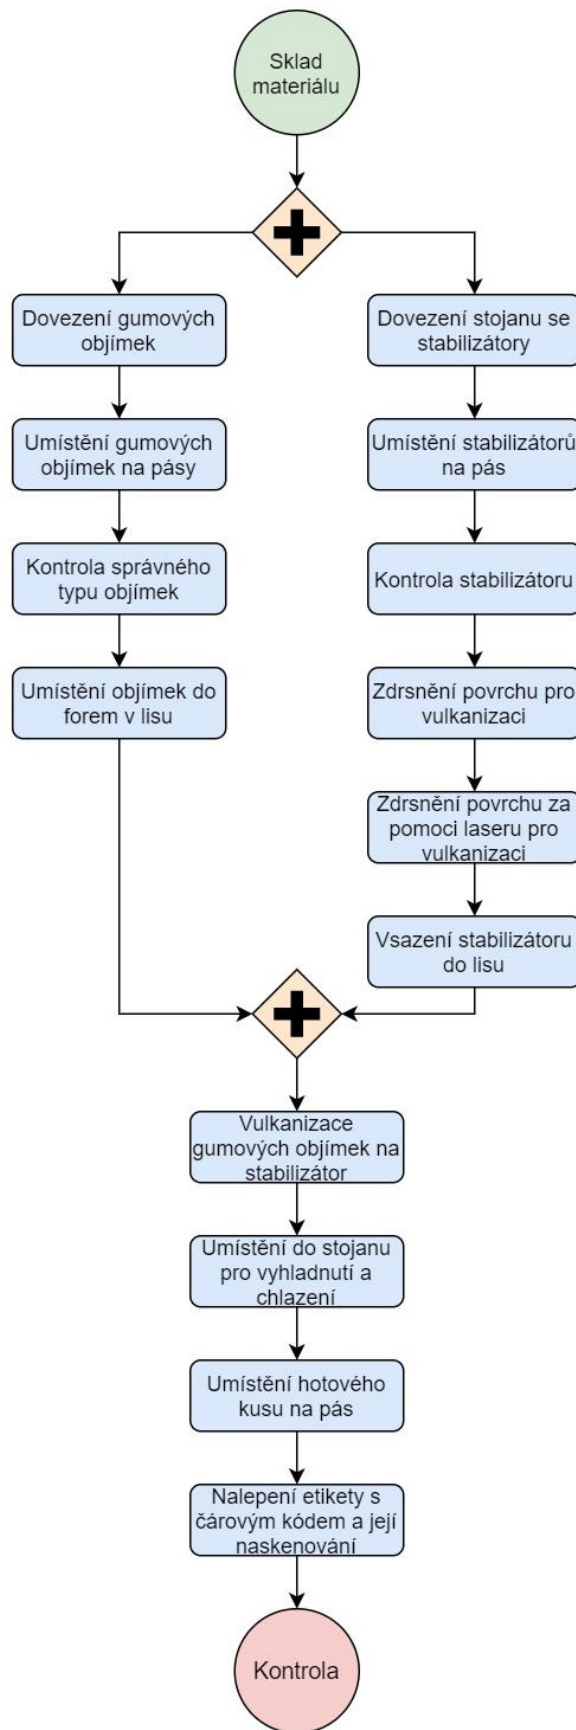 Sklad
materiálu
Dovezení gumových
objímek
Dovezení stojanu se
stabilizátory
Umístění gumových
objímek na pásy
Umístění stabilizátorů
na pás
Kontrola správného
typu objímek
Kontrola stabilizátoru
Umístění objímek do
forem v lisu
Zdrsnění povrchu pro
vulkanizaci
Zdrsnění povrchu za
pomoci laseru pro
vulkanizaci
Vsazení stabilizátoru
do lisu
Vulkanizace
gumových objímek na
stabilizátor
Umístění do stojanu
pro vyhladnutí a
chlazení
Umístění hotového
kusu na pás
Nalepení etikety s
čárovým kódem a její
naskenování
Kontrola